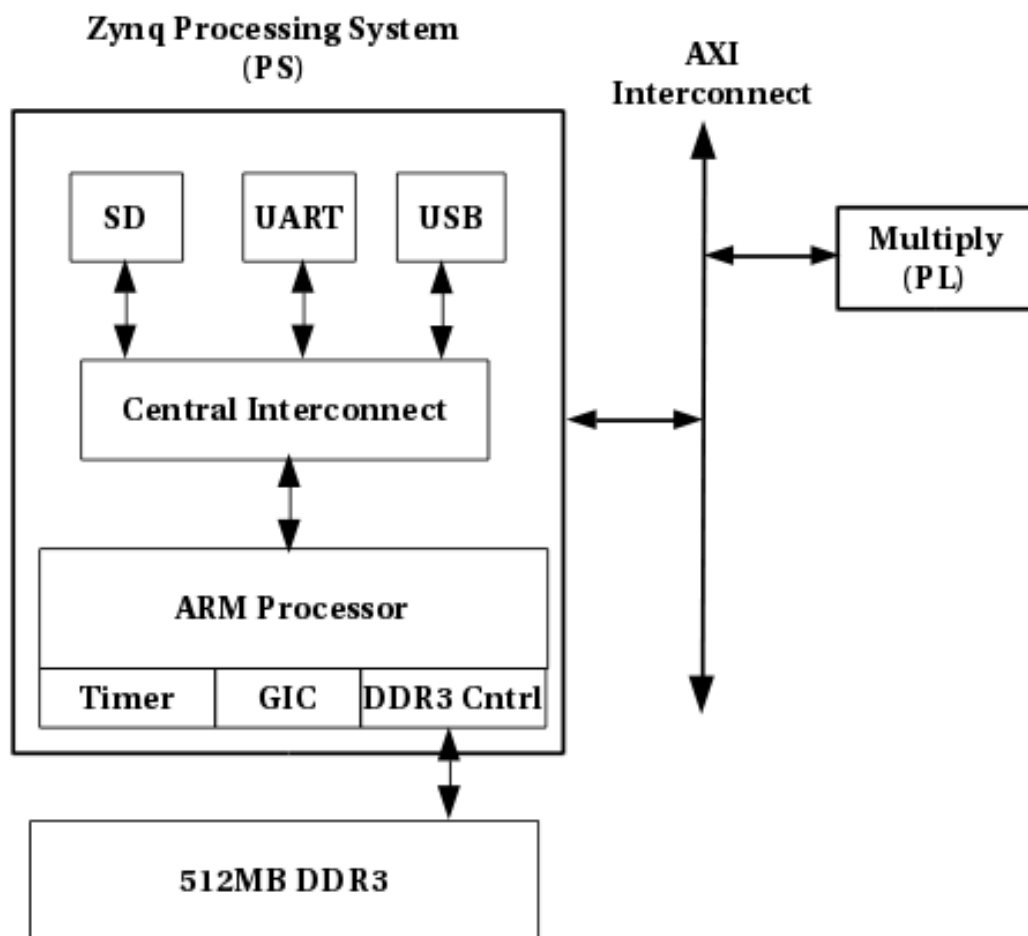 Zynq Processing System
(PS)
AXI
Interconnect
SD
UART
USB
Multiply
(PL)
Central Interconnect
ARM Processor
Timer
GIC
DDR3 Cntrl
512MB DDR3